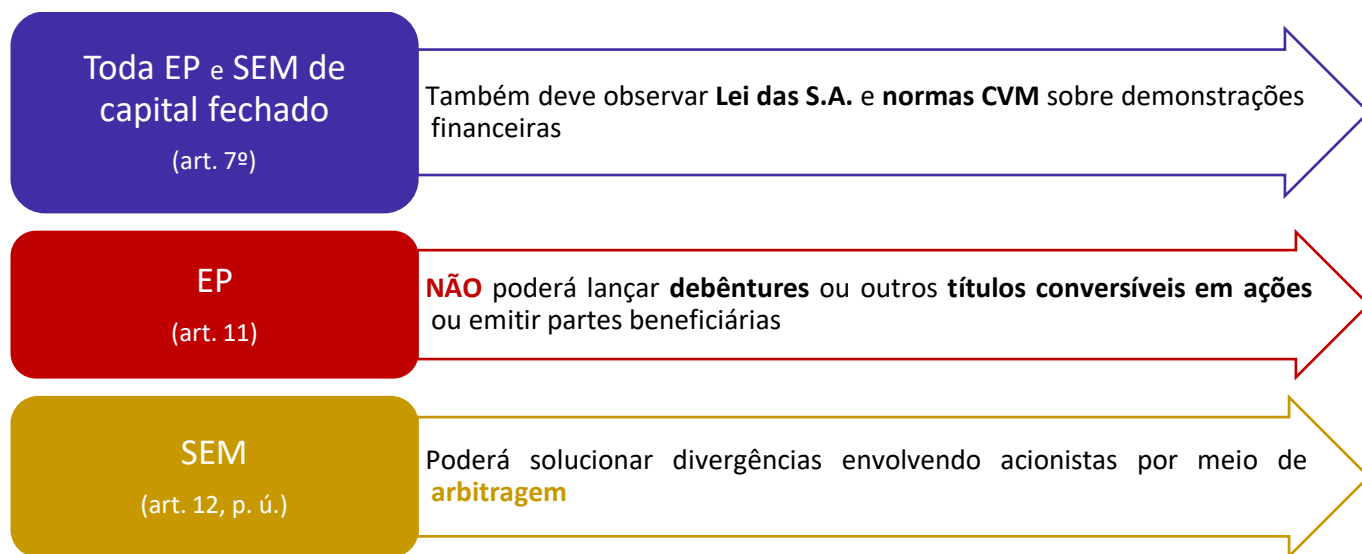 Toda EP e SEM de
capital fechado
(art. 7º)
Também deve observar Lei das S.A. e normas CVM sobre demonstrações
financeiras
EP
(art. 11)
NÃO poderá lançar debêntures ou outros títulos conversíveis em ações
ou emitir partes beneficiárias
SEM
(art. 12, p. ú.)
Poderá solucionar divergências envolvendo acionistas por meio de
arbitragem